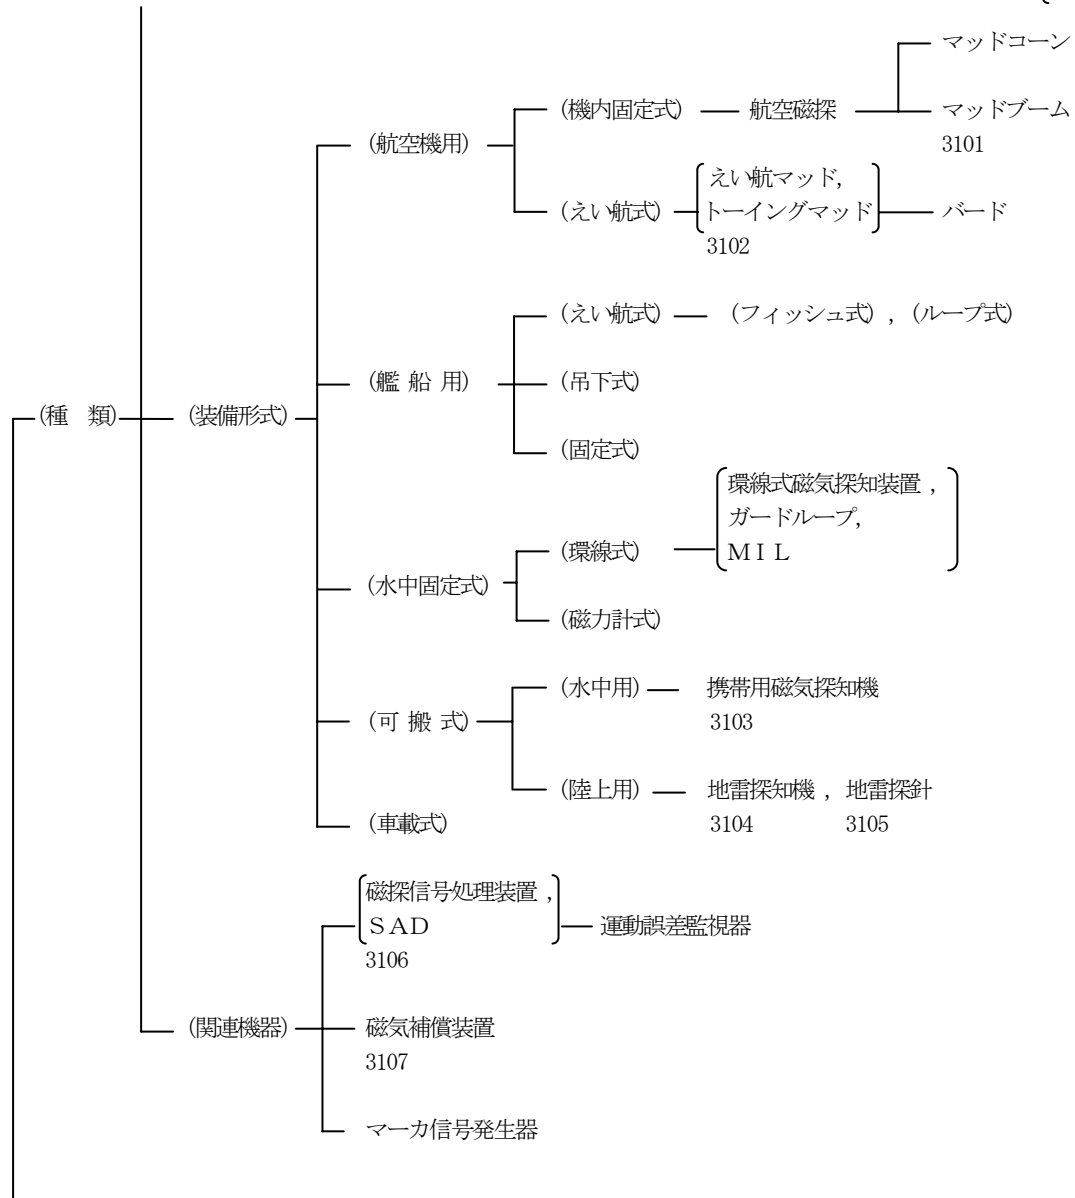 マッドコーン
(機内固定式) 航空磁探 マッドブーム
3101
(航空機用)
えい航マッド,
(えい航式) トーイングマッド バード
3102
(えい航式) (フィッシュ式) , (ループ式)
(艦 船 用) (吊下式)
(種　類) (装備形式)
(固定式)
環線式磁気探知装置 ,
ガードループ,
(環線式) ＭＩＬ
(水中固定式)
(磁力計式)
(水中用) 携帯用磁気探知機
3103
(可 搬 式)
(陸上用) 地雷探知機 , 地雷探針
3104 3105
(車載式)
磁探信号処理装置 ,
ＳＡＤ 運動誤差監視器
3106
(関連機器) 磁気補償装置
3107
マーカ信号発生器